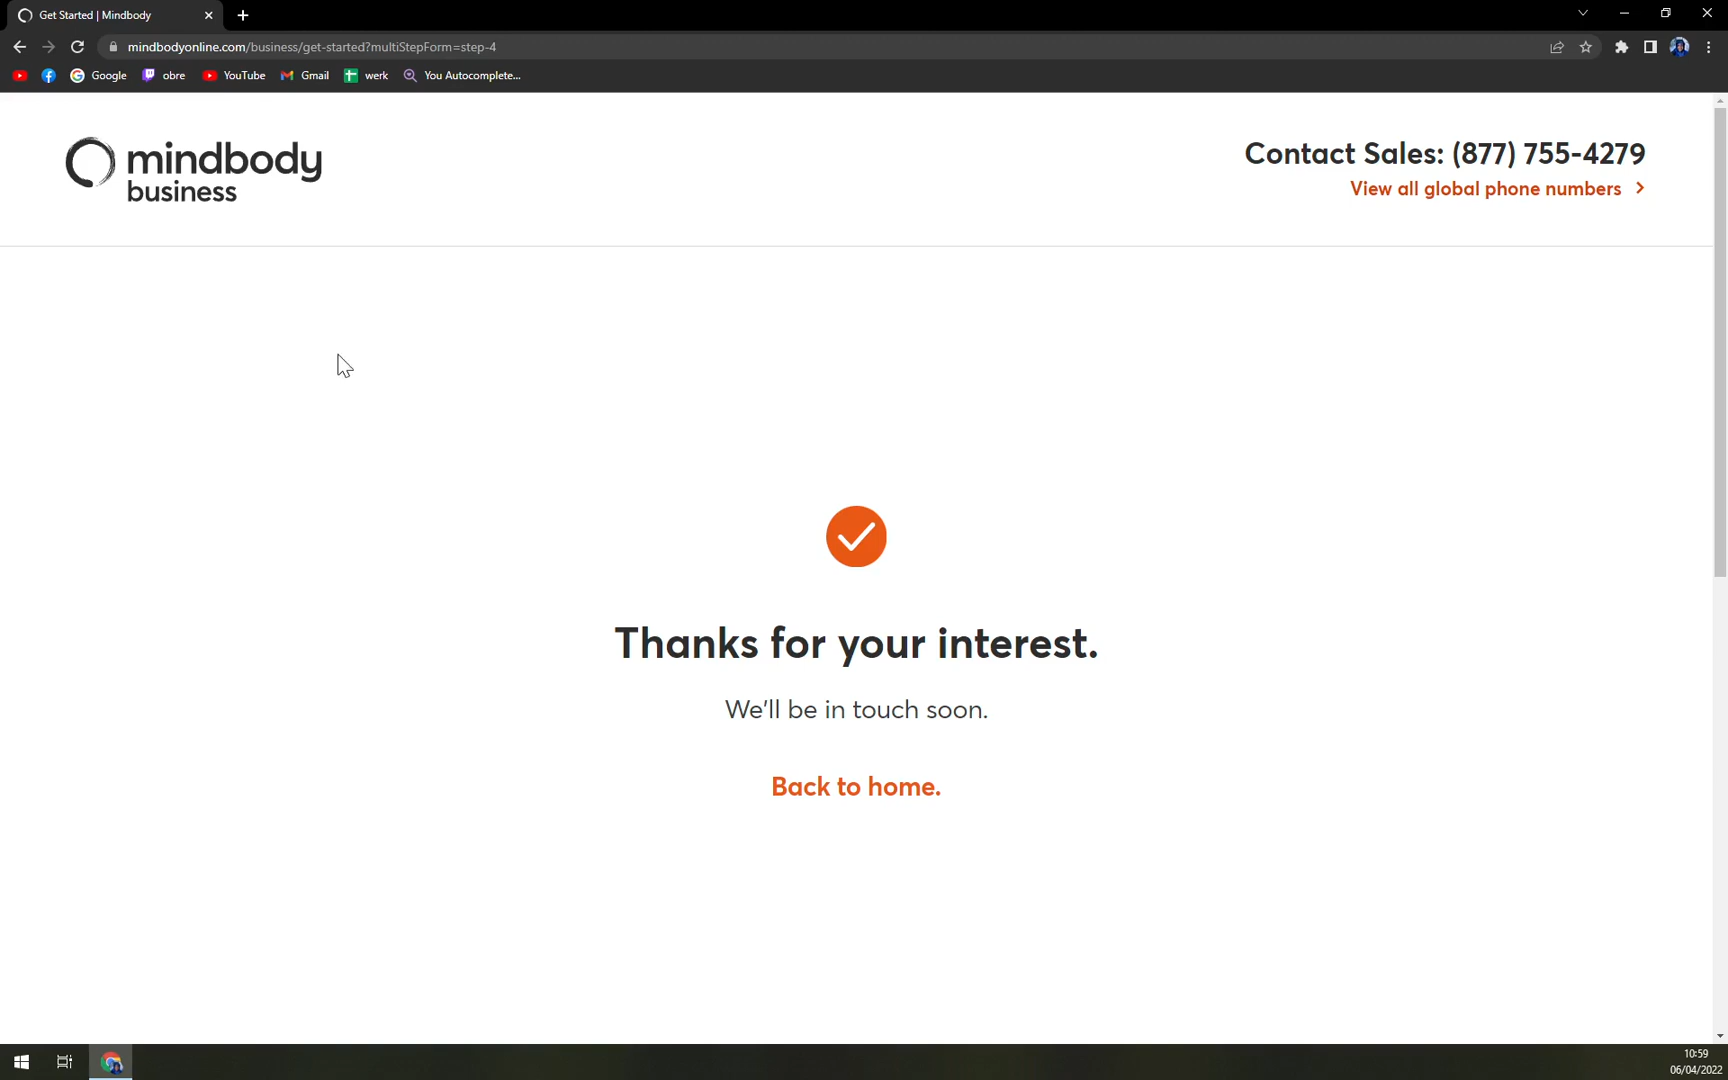 Get Started | Mindbody
mindbodyonline.com/business/get-started?multiStepForm=step-4
Google obre YouTube Gmail werk You Autocomplete...
mindbody
business
Contact Sales: (877) 755-4279
View all global phone numbers
Thanks for your interest.
We'll be in touch soon.
Back to home.
10:59
06/04/2022